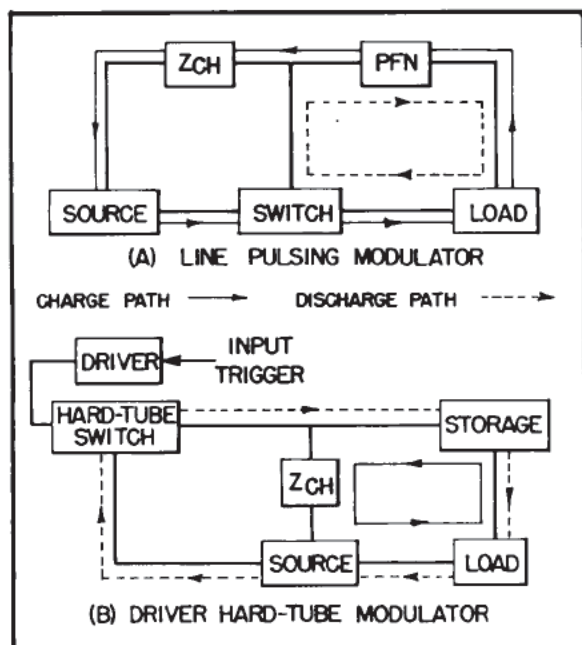 ZCH
PFN
SOURCE
SWITCH
LOAD
(A) LINE PULSING MODULATOR
CHARGE PATH
DISCHARGE PATH
DRIVER
INPUT
TRIGGER
HARD-TUBE
SWITCH
STORAGE
ZCH
SOURCE
LOAD
(B) DRIVER HARD-TUBE MODULATOR